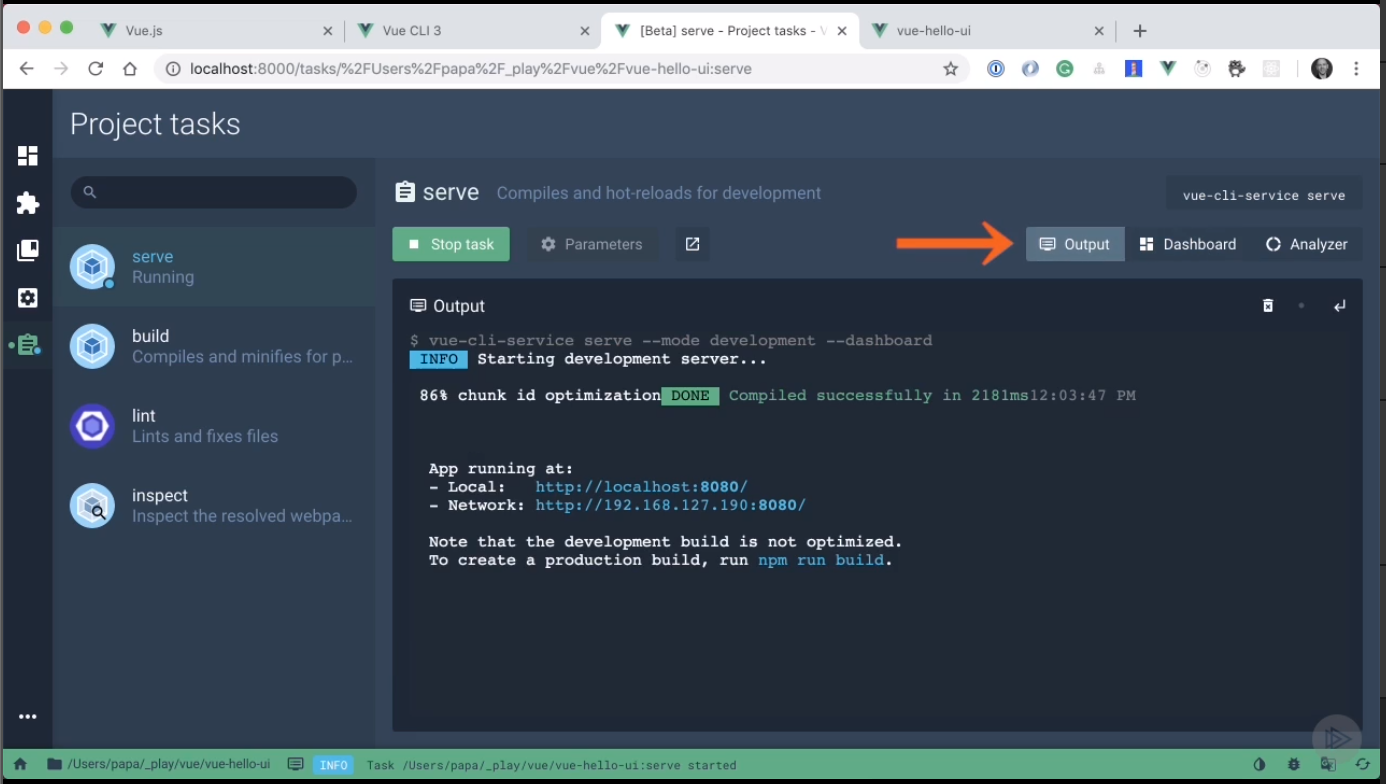 Vue.js
Vue CLI 3
[Beta] serve - Project tasks - V
vue-hello-ui
localhost:8000/tasks/%2FUsers%2Fpapa%2F_play%2Fvue%2Fvue-hello-ui:serve
Project tasks
serve
Running
build
Compiles and minifies for p...
lint
Lints and fixes files
inspect
Inspect the resolved webpa...
serve Compiles and hot-reloads for development
vue-cli-service serve
Stop task
Parameters
Output
Dashboard
Analyzer
Output
$ vue-cli-service serve --mode development --dashboard
INFO Starting development server...
86% chunk id optimization DONE Compiled successfully in 2181ms12:03:47 PM
App running at:
- Local: http://localhost:8080/
- Network: http://192.168.127.190:8080/
Note that the development build is not optimized.
To create a production build, run npm run build.
/Users/papa/_play/vue/vue-hello-ui
INFO Task /Users/papa/_play/vue/vue-hello-ui:serve started